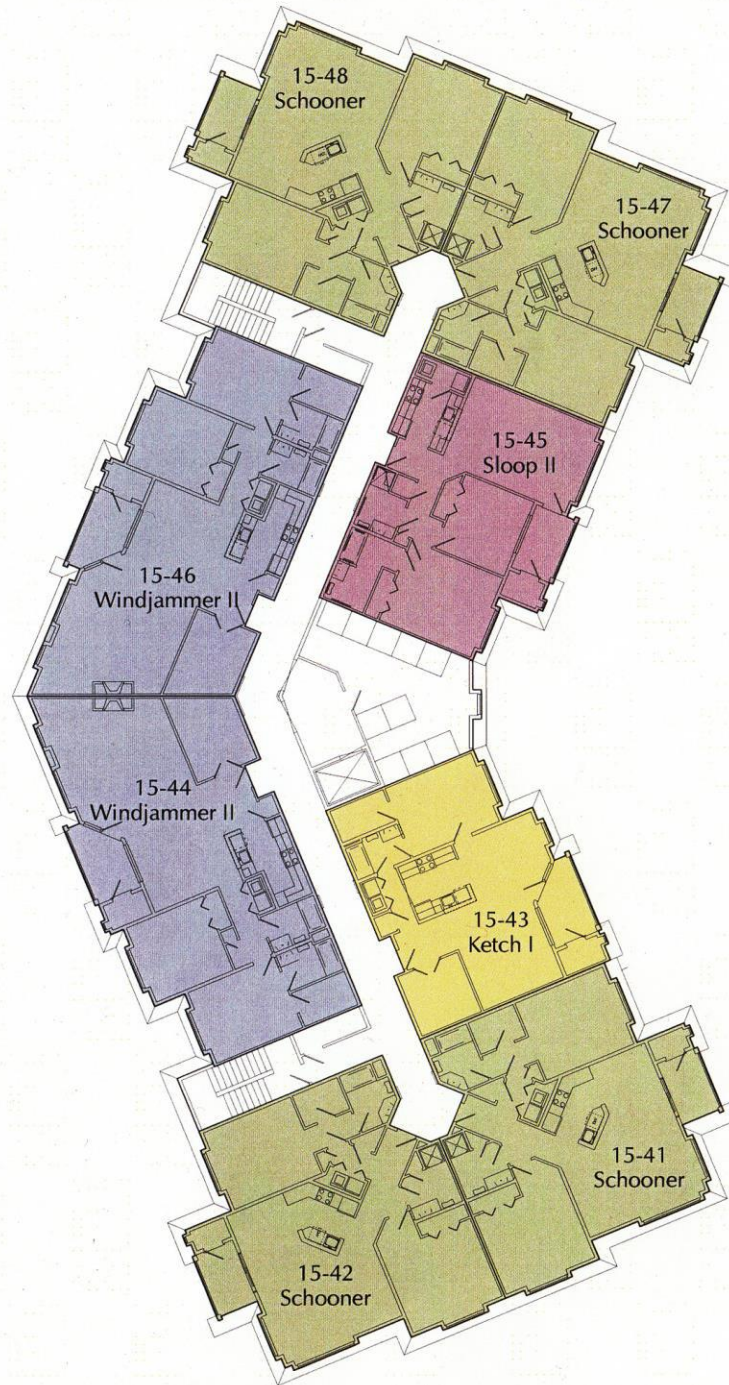 15-48
Schooner
15-47
Schooner
15-45
Sloop II
15-46
Windjammer II
15-44
Windjammer II
15-43
Ketch I
15-41
Schooner
15-42
Schooner